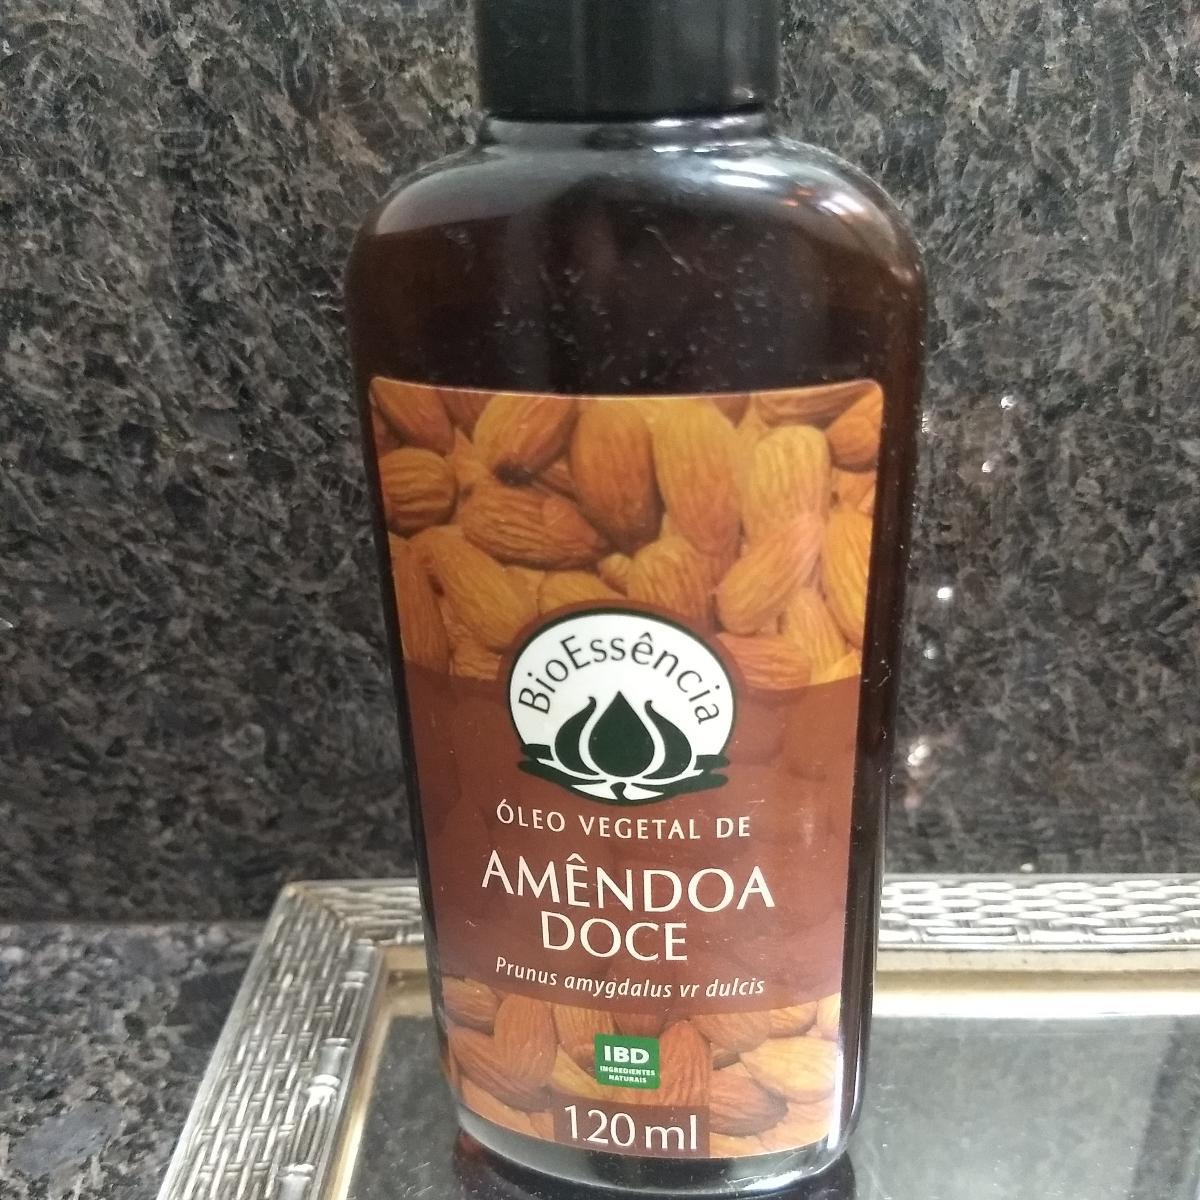 BioEssência
ÓLEO VEGETAL DE
AMÊNDOA
DOCE
Prunus amygdalus vr dulcis
IBD
INGREDIENTES
NATURAIS
120 ml